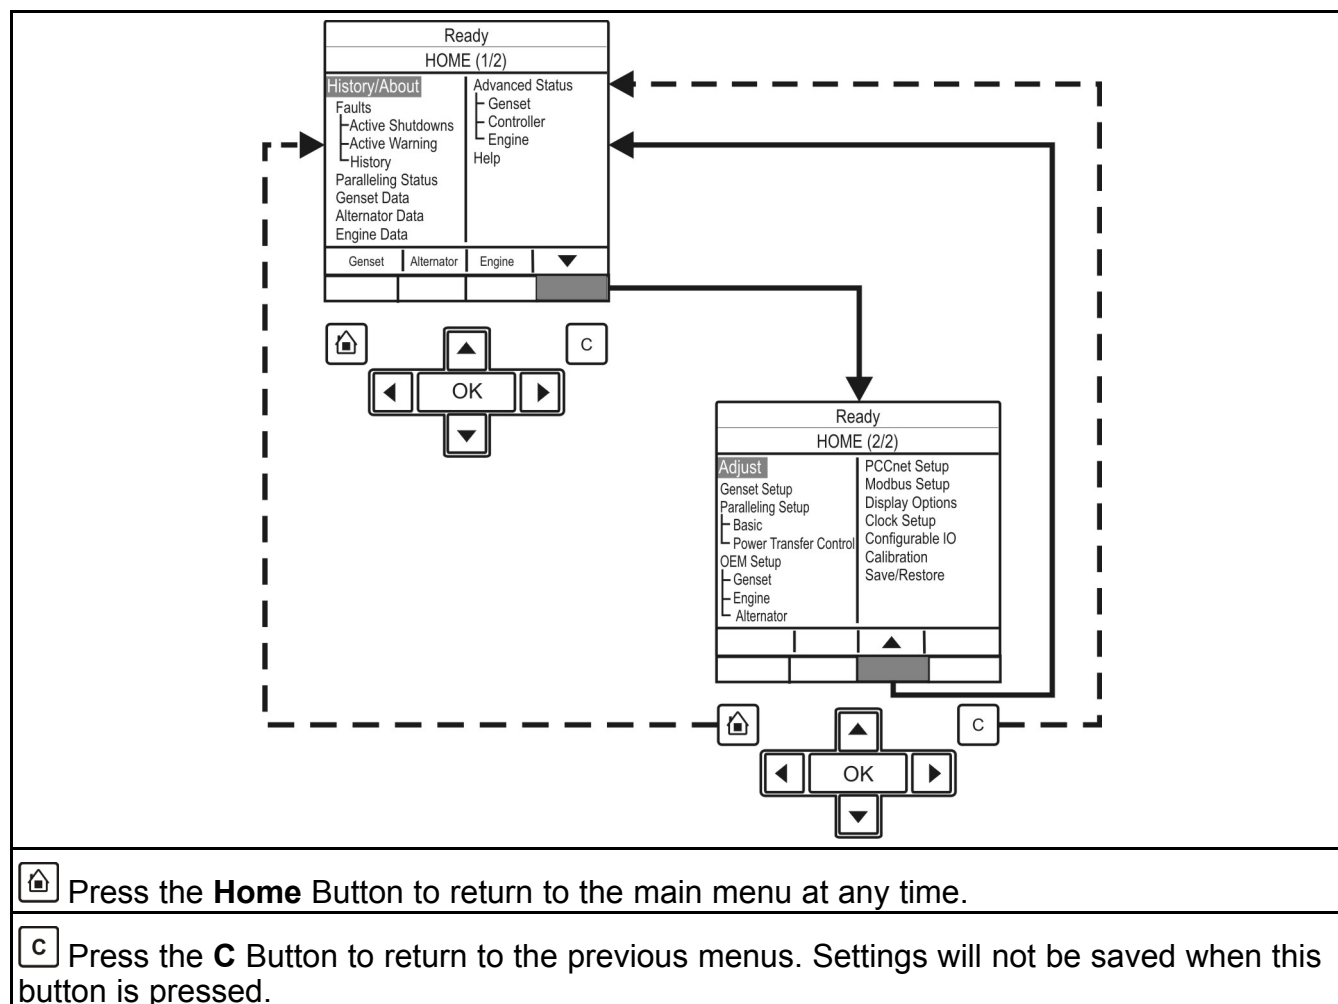 Ready
HOME (1/2)
History/About
Faults
Active Shutdowns
Active Warning
History
Paralleling Status
Genset Data
Alternator Data
Engine Data
Advanced Status
Genset
Controller
Engine
Help
Genset Alternator Engine
C
OK
Ready
HOME (2/2)
Adjust
Genset Setup
Paralleling Setup
Basic
Power Transfer Control
OEM Setup
Genset
Engine
Alternator
PCCnet Setup
Modbus Setup
Display Options
Clock Setup
Configurable IO
Calibration
Save/Restore
C
OK
Press the Home Button to return to the main menu at any time.
C Press the C Button to return to the previous menus. Settings will not be saved when this
button is pressed.